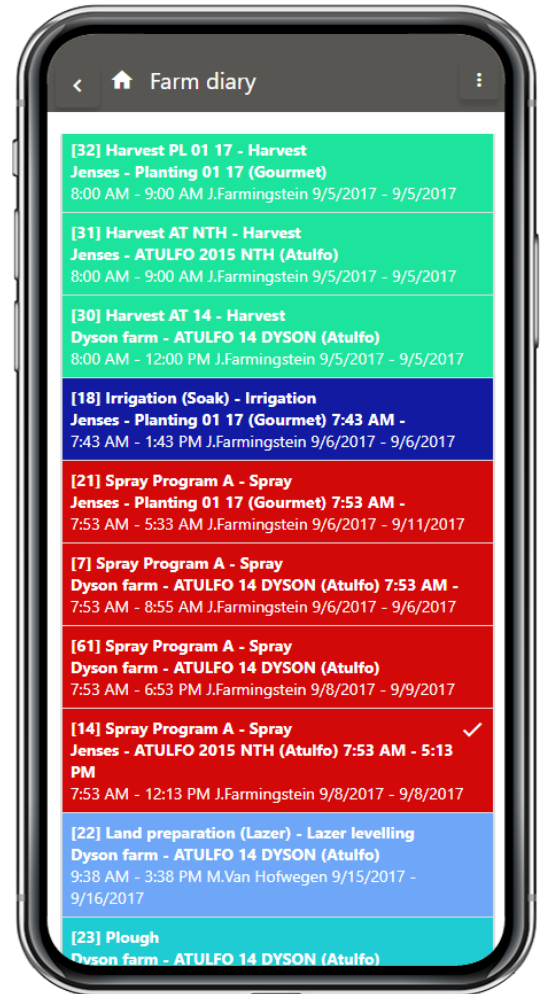 Farm diary
[32] Harvest PL 01 17 - Harvest
Jenses - Planting 01 17 (Gourmet)
8:00 AM - 9:00 AM J.Farmingstein 9/5/2017 - 9/5/2017
[31] Harvest AT NTH - Harvest
Jenses - ATULFO 2015 NTH (Atulfo)
8:00 AM - 9:00 AM J.Farmingstein 9/5/2017 - 9/5/2017
[30] Harvest AT 14 - Harvest
Dyson farm - ATULFO 14 DYSON (Atulfo)
8:00 AM - 12:00 PM J.Farmingstein 9/5/2017 - 9/5/2017
[18] Irrigation (Soak) - Irrigation
Jenses - Planting 01 17 (Gourmet) 7:43 AM -
7:43 AM - 1:43 PM J.Farmingstein 9/6/2017 - 9/6/2017
[21] Spray Program A - Spray
Jenses - Planting 01 17 (Gourmet) 7:53 AM -
7:53 AM - 5:33 AM J.Farmingstein 9/6/2017 - 9/11/2017
[7] Spray Program A - Spray
Dyson farm - ATULFO 14 DYSON (Atulfo) 7:53 AM -
7:53 AM - 8:55 AM J.Farmingstein 9/6/2017 - 9/6/2017
[61] Spray Program A - Spray
Dyson farm - ATULFO 14 DYSON (Atulfo)
7:53 AM - 6:53 PM J.Farmingstein 9/8/2017 - 9/9/2017
[14] Spray Program A - Spray
Jenses - ATULFO 2015 NTH (Atulfo) 7:53 AM - 5:13
PM
7:53 AM - 12:13 PM J.Farmingstein 9/8/2017 - 9/8/2017
[22] Land preparation (Lazer) - Lazer levelling
Dyson farm - ATULFO 14 DYSON (Atulfo)
9:38 AM - 3:38 PM M.Van Hofwegen 9/15/2017 -
9/16/2017
[23] Plough
Dyson farm - ATULFO 14 DYSON (Atulfo)